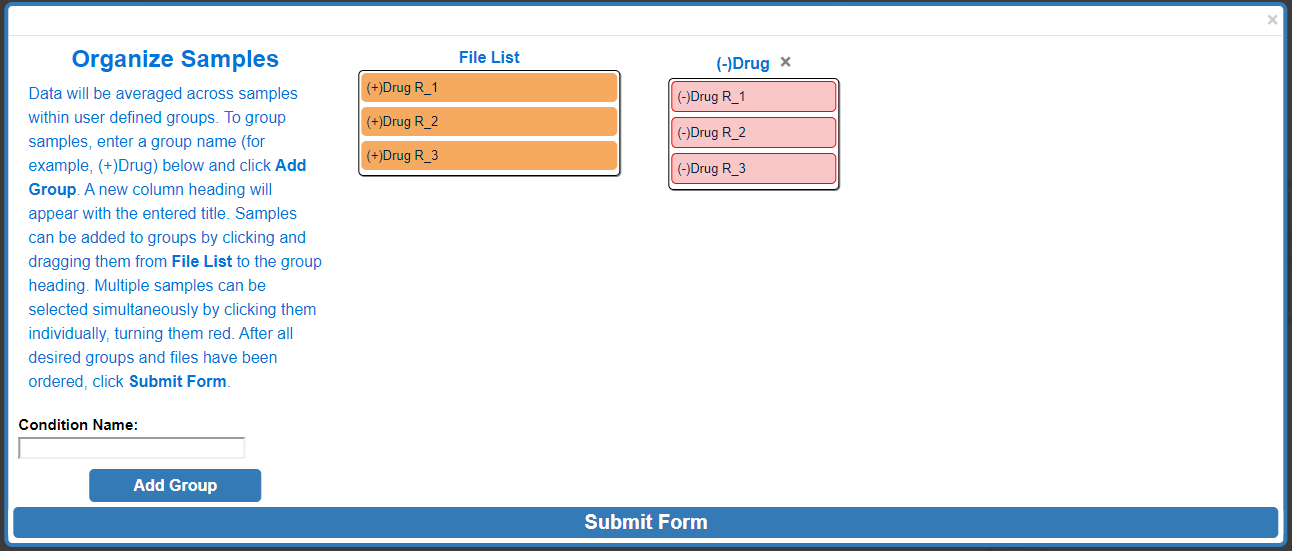 ×
Organize Samples
Data will be averaged across samples
within user defined groups. To group
samples, enter a group name (for
example, (+)Drug) below and click Add
Group. A new column heading will
appear with the entered title. Samples
can be added to groups by clicking and
dragging them from File List to the group
heading. Multiple samples can be
selected simultaneously by clicking them
individually, turning them red. After all
desired groups and files have been
ordered, click Submit Form.
Condition Name:
Add Group
File List
(+)Drug R_1
(+)Drug R_2
(+)Drug R_3
(-)Drug ×
(-)Drug R_1
(-)Drug R_2
(-)Drug R_3
Submit Form